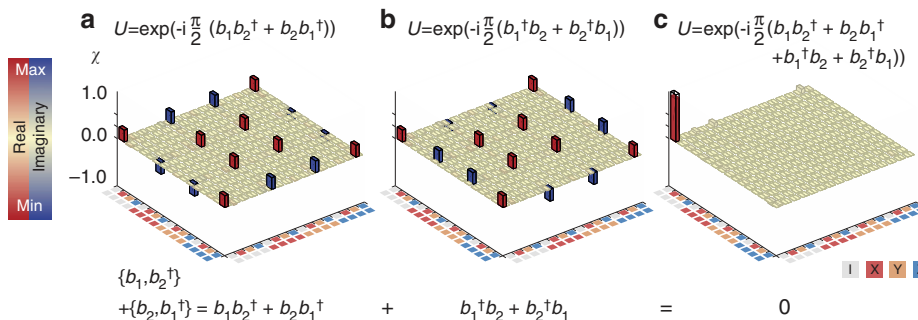 a U=exp(-i π/2 (b₁b₂† + b₂b₁†))
b U=exp(-i π/2 (b₁†b₂ + b₂†b₁))
c U=exp(-i π/2 (b₁b₂† + b₂b₁†
+b₁†b₂ + b₂†b₁))
χ
Max
Real
Imaginary
Min
1.0
0.0
−1.0
I X Y
{b₁,b₂†}
+{b₂,b₁†} = b₁b₂† + b₂b₁† + b₁†b₂ + b₂†b₁ = 0